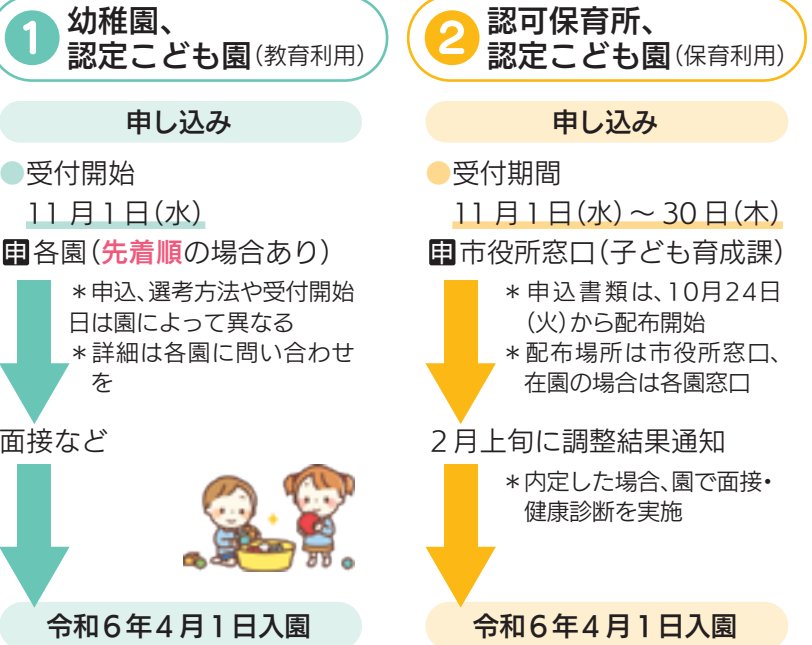 1 幼稚園、
認定こども園(教育利用)
申し込み
●受付開始
11月1日(水)
申各園(先着順の場合あり)
＊申込、選考方法や受付開始
日は園によって異なる
＊詳細は各園に問い合わせ
を
面接など
令和6年4月1日入園
2 認可保育所、
認定こども園(保育利用)
申し込み
●受付期間
11月1日(水)～30日(木)
申市役所窓口(子ども育成課)
＊申込書類は、10月24日
(火)から配布開始
＊配布場所は市役所窓口、
在園の場合は各園窓口
2月上旬に調整結果通知
＊内定した場合、園で面接・
健康診断を実施
令和6年4月1日入園